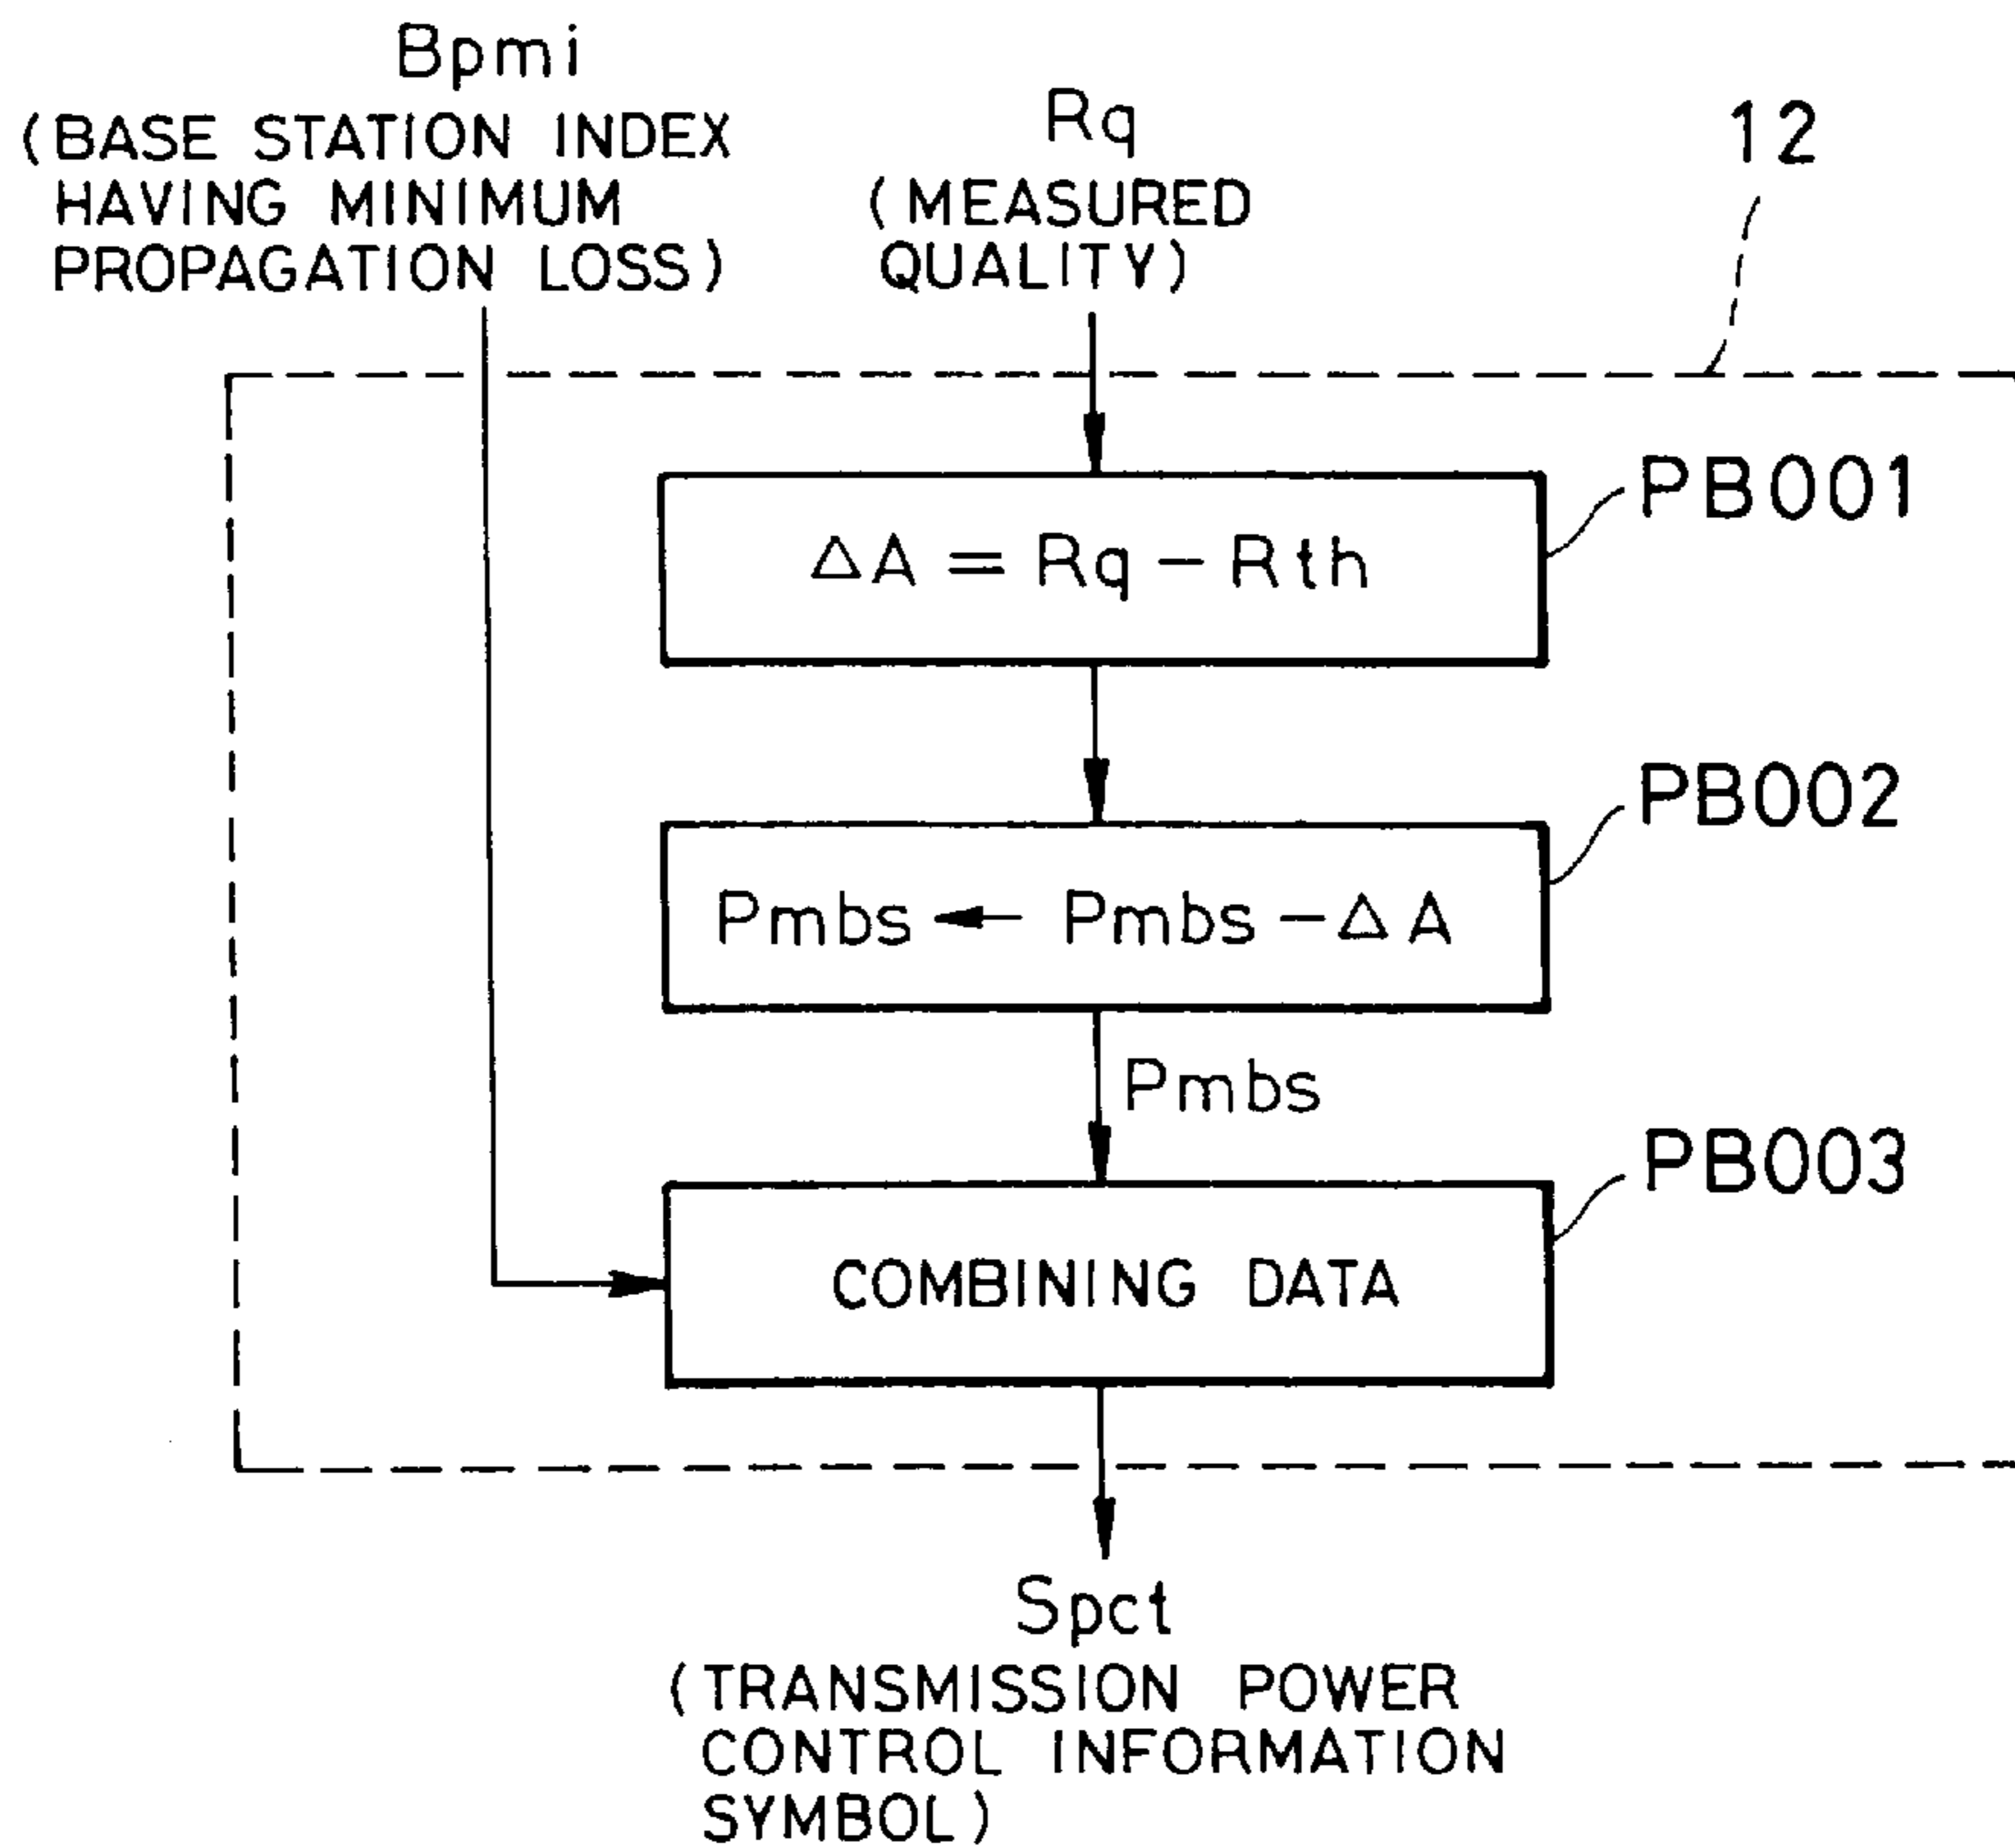 Bpmi
(BASE STATION INDEX
HAVING MINIMUM
PROPAGATION LOSS)
Rq
(MEASURED
QUALITY)
12
PB001
ΔA = Rq − Rth
PB002
Pmbs ← Pmbs − ΔA
Pmbs
PB003
COMBINING DATA
Spct
(TRANSMISSION POWER
CONTROL INFORMATION
SYMBOL)